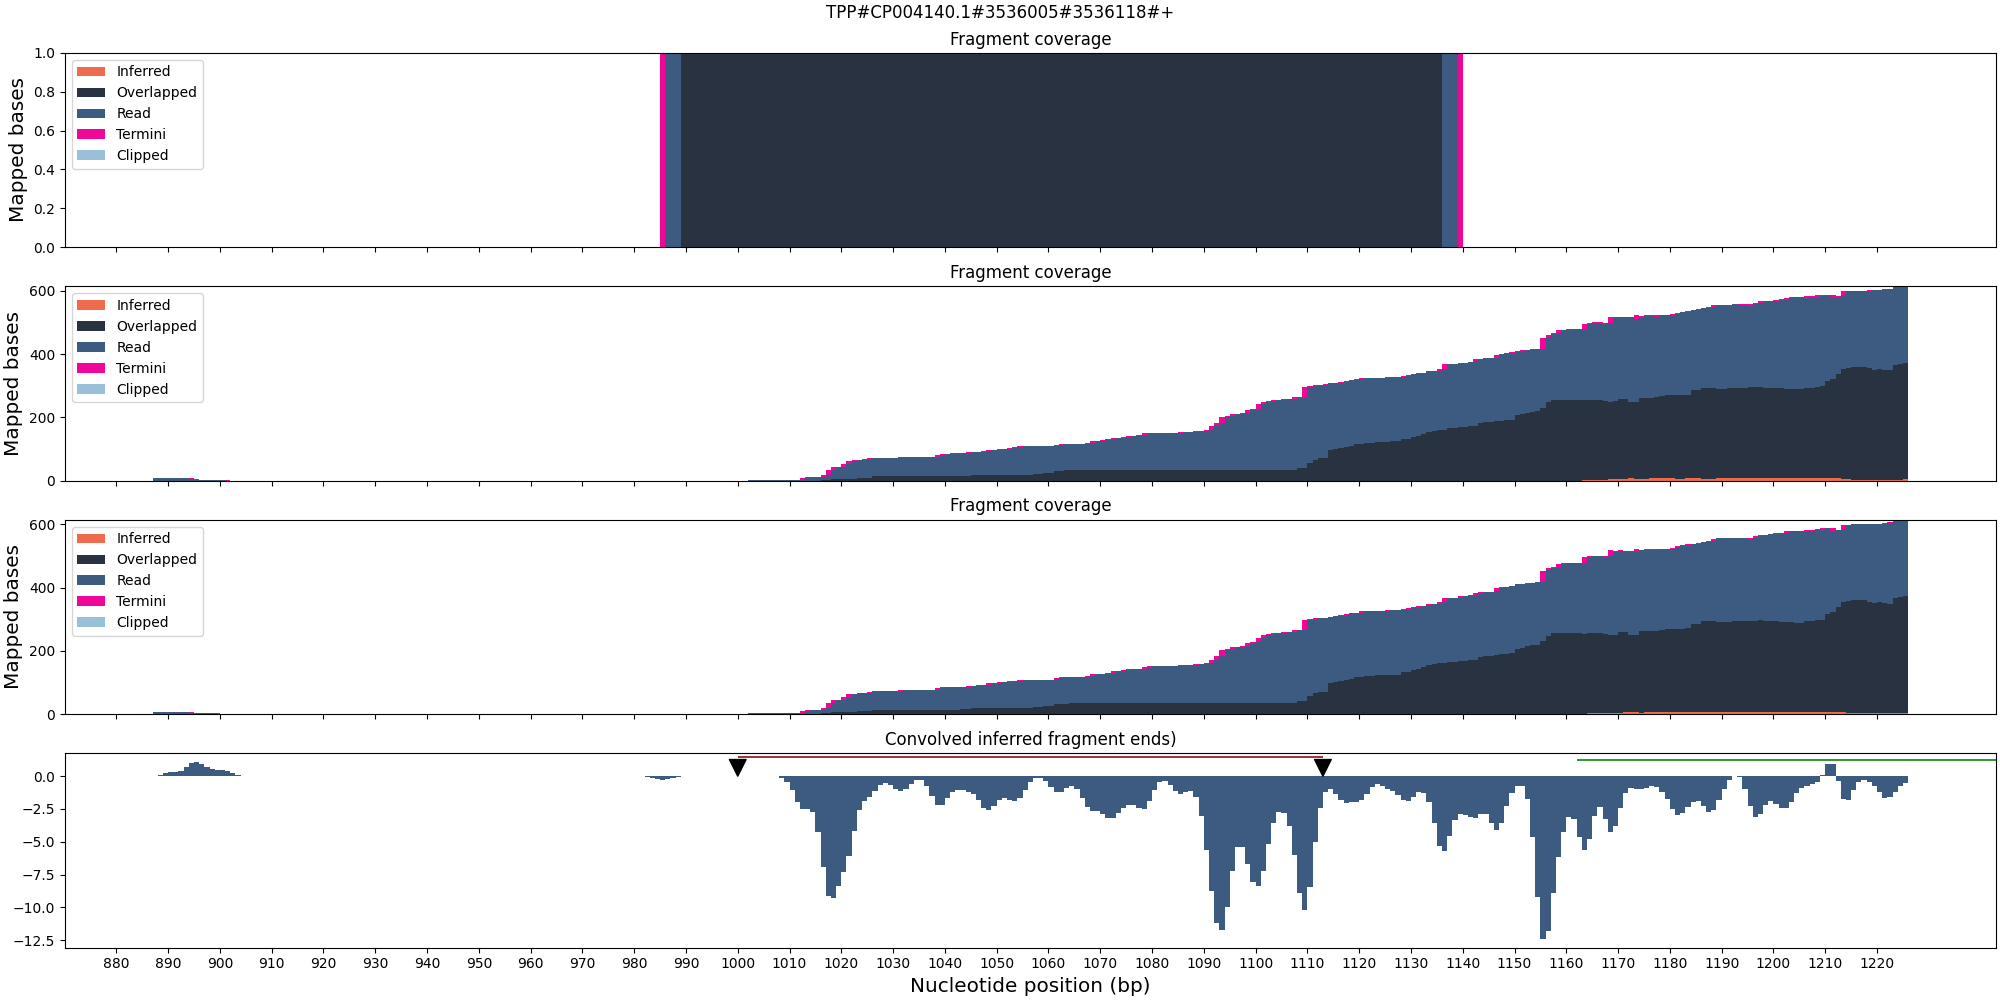 TPP#CP004140.1#3536005#3536118#+
Fragment coverage
Mapped bases
1.0
0.8
0.6
0.4
0.2
0.0
Inferred
Overlapped
Read
Termini
Clipped
Fragment coverage
Mapped bases
600
400
200
0
Inferred
Overlapped
Read
Termini
Clipped
Fragment coverage
Mapped bases
600
400
200
0
Inferred
Overlapped
Read
Termini
Clipped
Convolved inferred fragment ends)
0.0
−2.5
−5.0
−7.5
−10.0
−12.5
880 890 900 910 920 930 940 950 960 970 980 990 1000 1010 1020 1030 1040 1050 1060 1070 1080 1090 1100 1110 1120 1130 1140 1150 1160 1170 1180 1190 1200 1210 1220
Nucleotide position (bp)